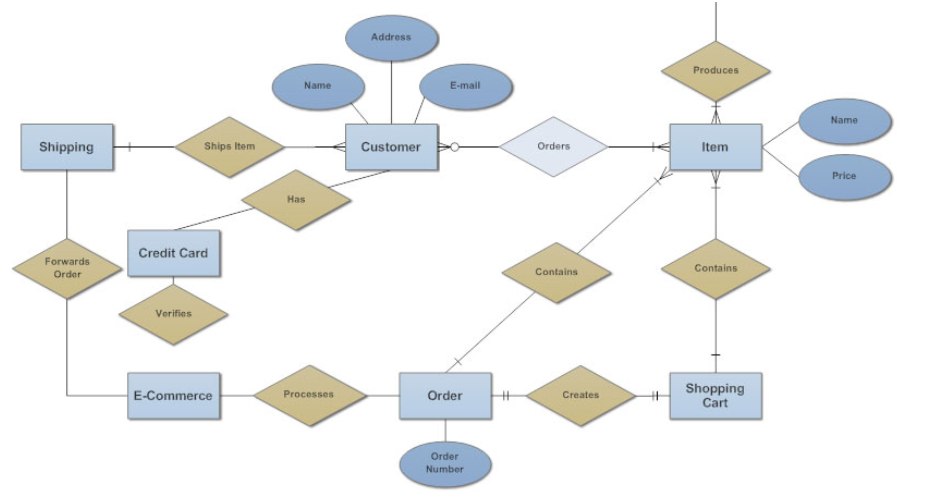 Address
Name
E-mail
Produces
Name
Shipping
Ships Item
Customer
Orders
Item
Price
Has
Credit Card
Forwards
Order
Contains
Contains
Verifies
E-Commerce
Processes
Order
Creates
Shopping
Cart
Order
Number